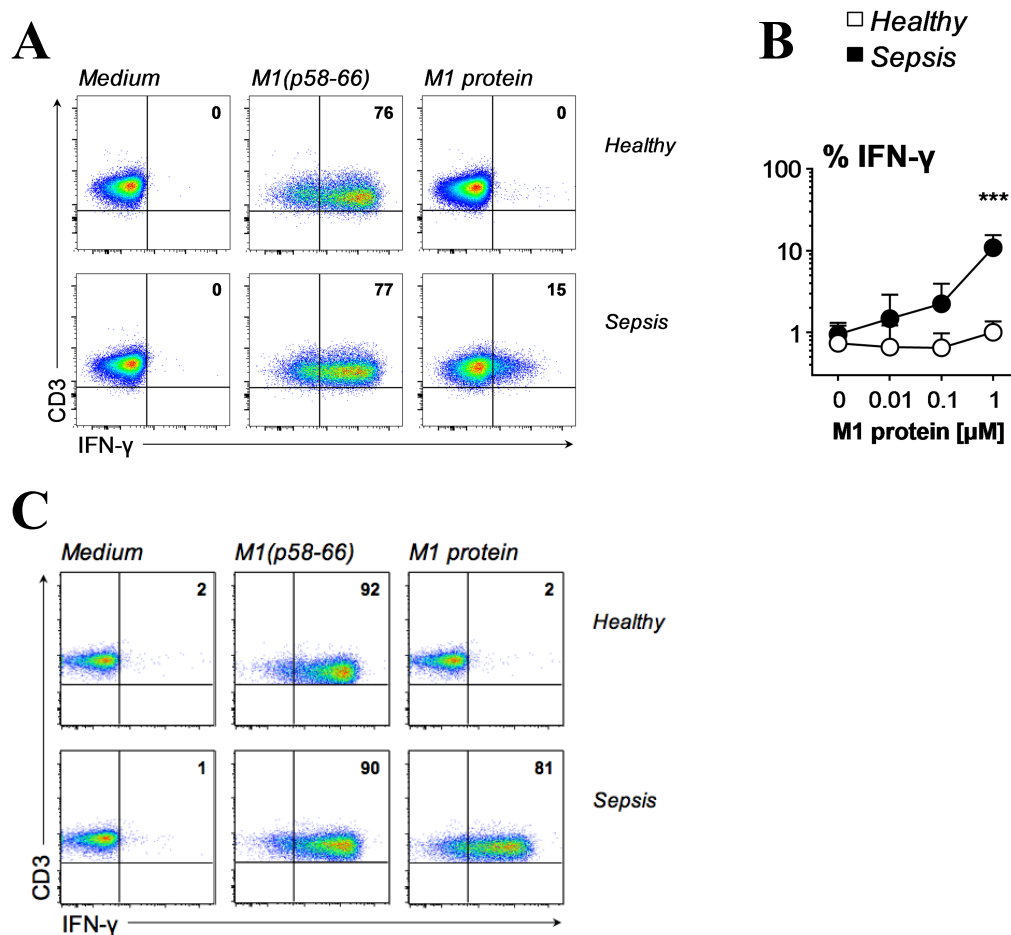 A
Medium M1(p58-66) M1 protein
0 76 0
Healthy
0 77 15
Sepsis
CD3
IFN-γ
B
Healthy
Sepsis
% IFN-γ
100
***
10
1
0 0.01 0.1 1
M1 protein [µM]
C
Medium M1(p58-66) M1 protein
2 92 2
Healthy
1 90 81
Sepsis
CD3
IFN-γ